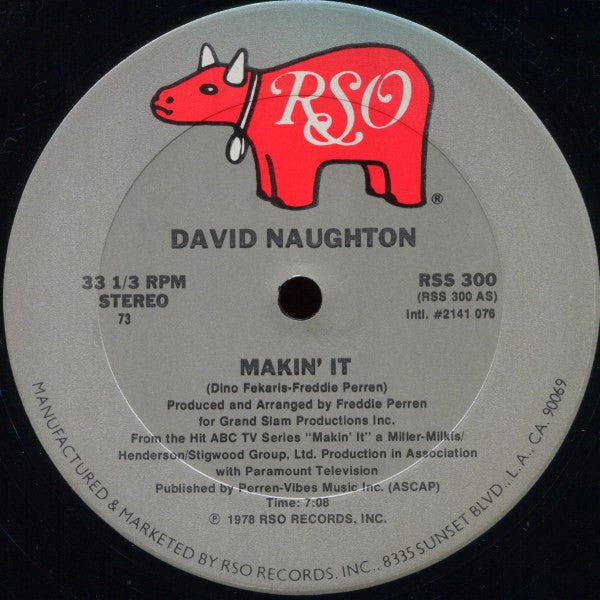 RSO
®
DAVID NAUGHTON
33 1/3 RPM
STEREO
73
RSS 300
(RSS 300 AS)
Intl. #2141 076
MAKIN' IT
(Dino Fekaris-Freddie Perren)
Produced and Arranged by Freddie Perren
for Grand Slam Productions Inc.
From the Hit ABC TV Series "Makin' It" a Miller-Milkis/
Henderson/Stigwood Group, Ltd. Production in Association
with Paramount Television
Published by Perren-Vibes Music Inc. (ASCAP)
Time: 7:08
℗ 1978 RSO RECORDS, INC.
MANUFACTURED & MARKETED BY RSO RECORDS, INC., 8335 SUNSET BLVD., L.A., CA. 90069